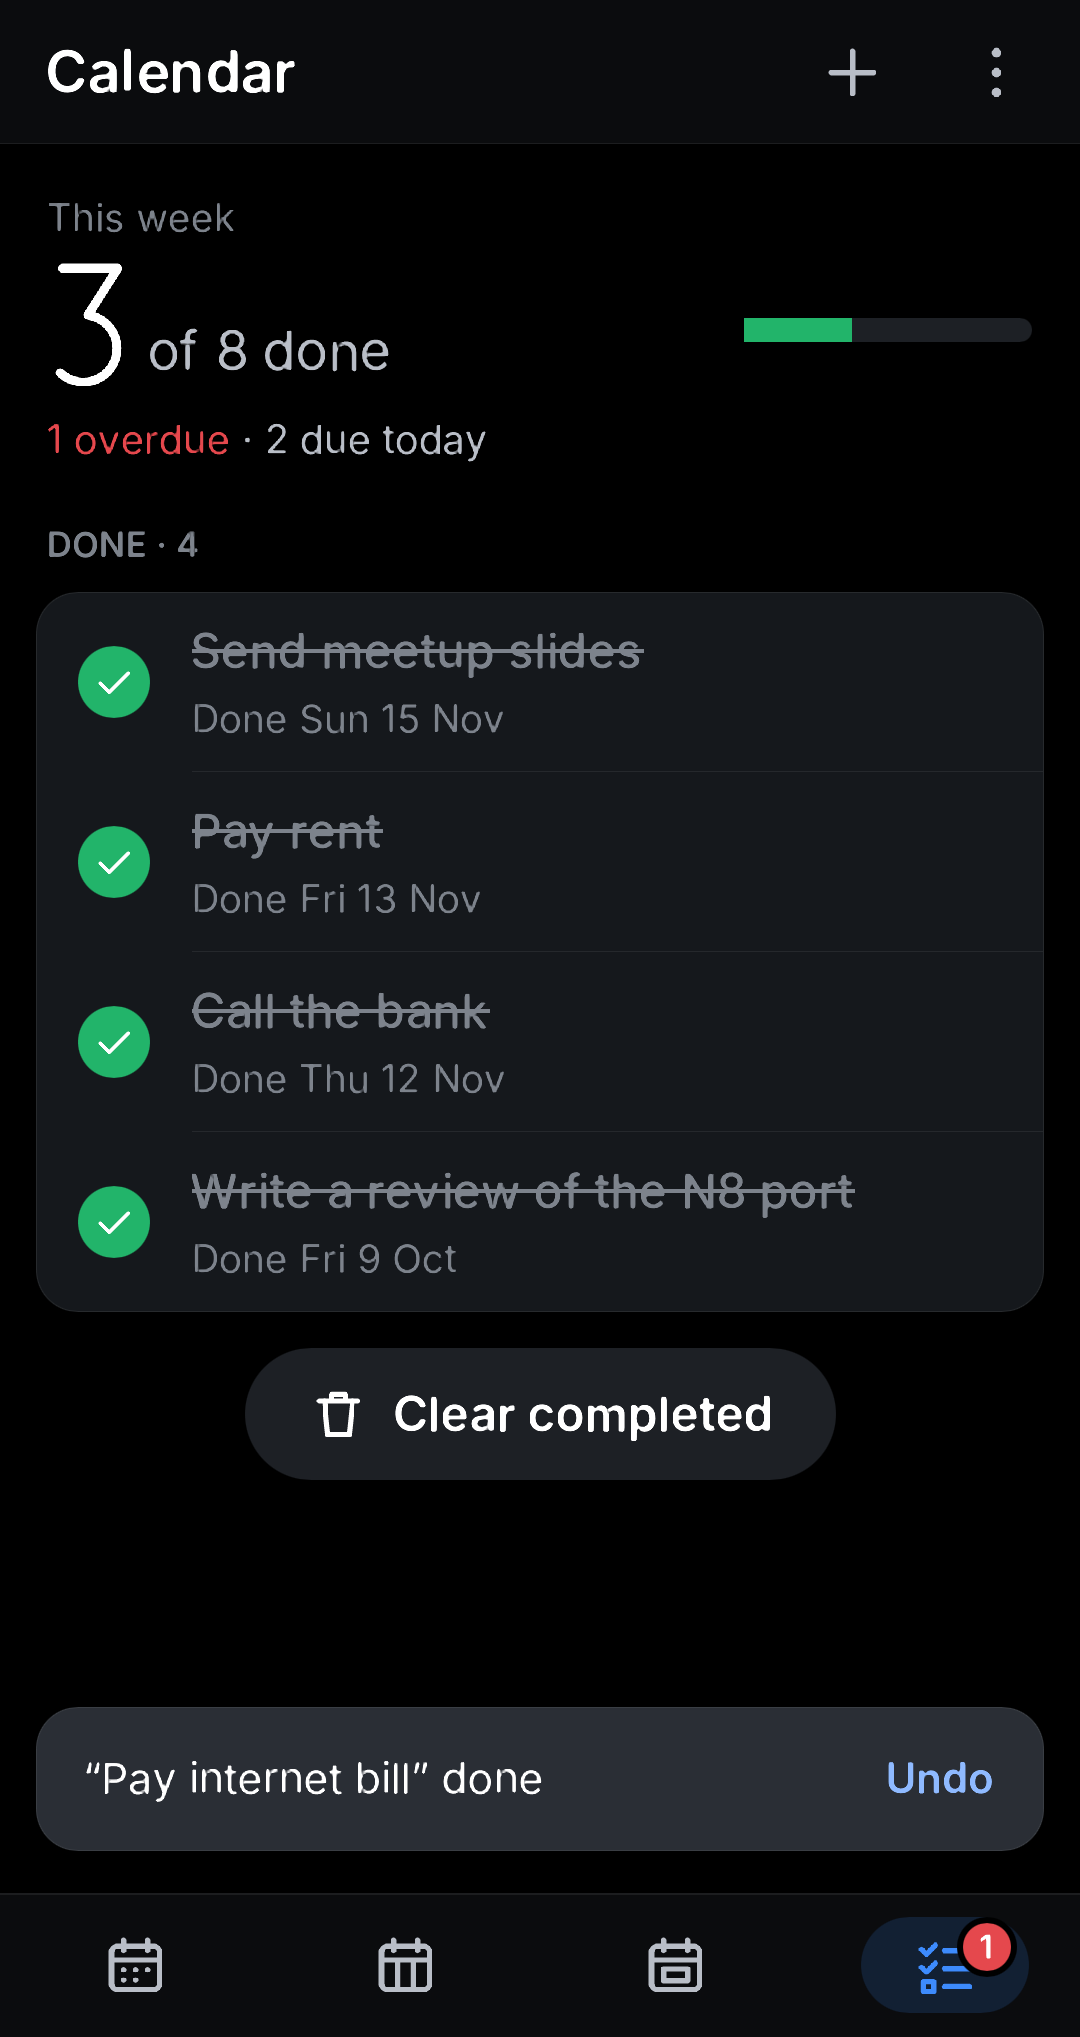 Calendar
This week
3 of 8 done
1 overdue · 2 due today
DONE · 4
Send meetup slides
Done Sun 15 Nov
Pay rent
Done Fri 13 Nov
Call the bank
Done Thu 12 Nov
Write a review of the N8 port
Done Fri 9 Oct
Clear completed
“Pay internet bill” done
Undo
1